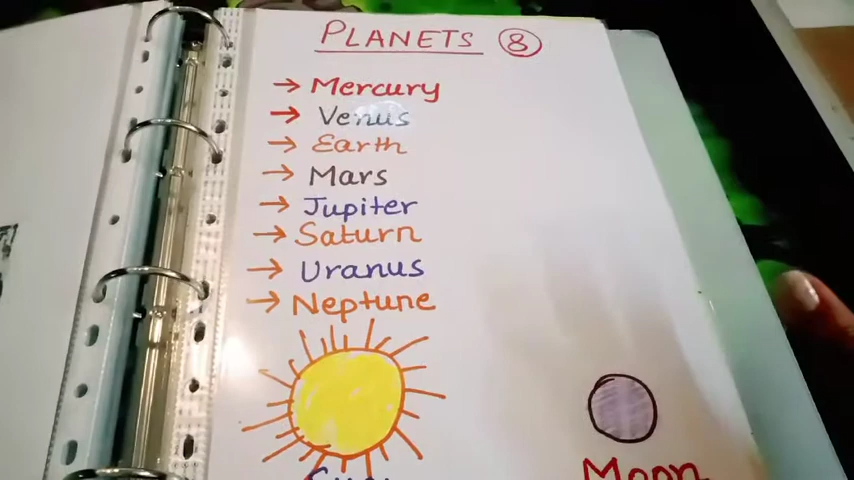 PLANETS 8
→ Mercury
→ Venus
→ Earth
→ Mars
→ Jupiter
→ Saturn
→ Uranus
→ Neptune
Moon